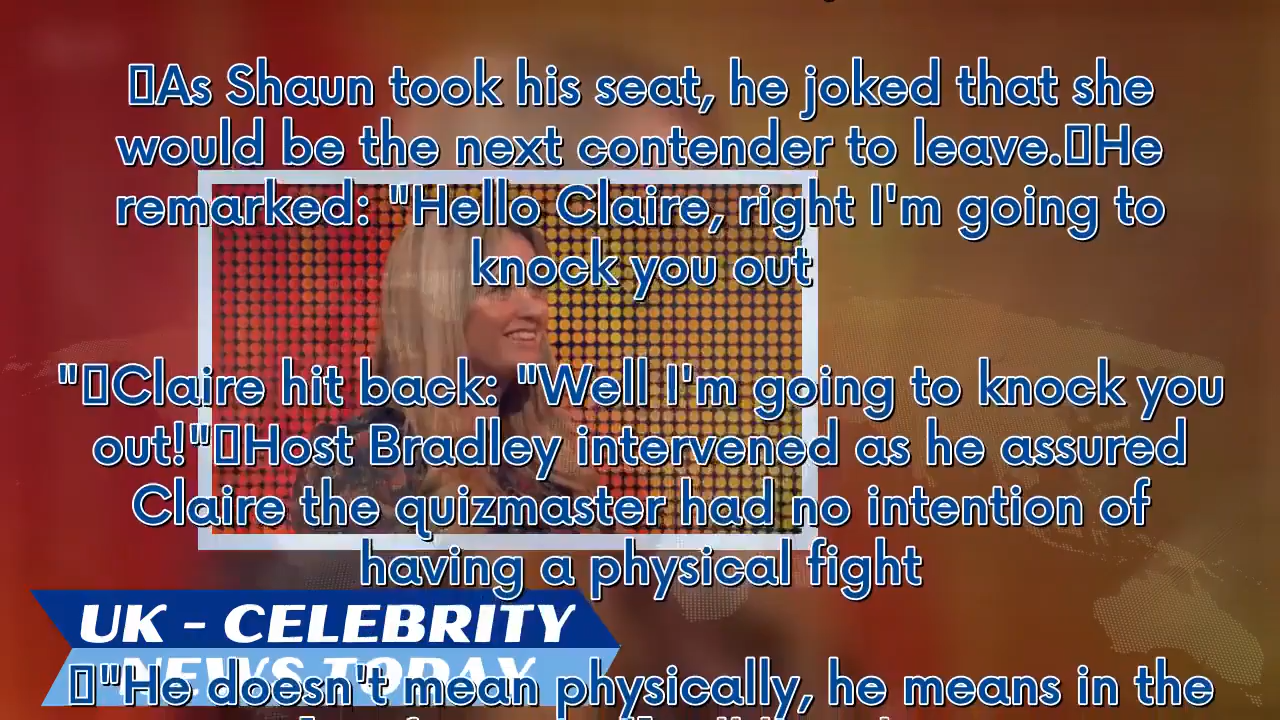 As Shaun took his seat, he joked that she
would be the next contender to leave.▯He
remarked: "Hello Claire, right I'm going to
knock you out
"▯Claire hit back: "Well I'm going to knock you
out!"▯Host Bradley intervened as he assured
Claire the quizmaster had no intention of
having a physical fight
UK - CELEBRITY
NEWS TODAY
▯"He doesn't mean physically, he means in the